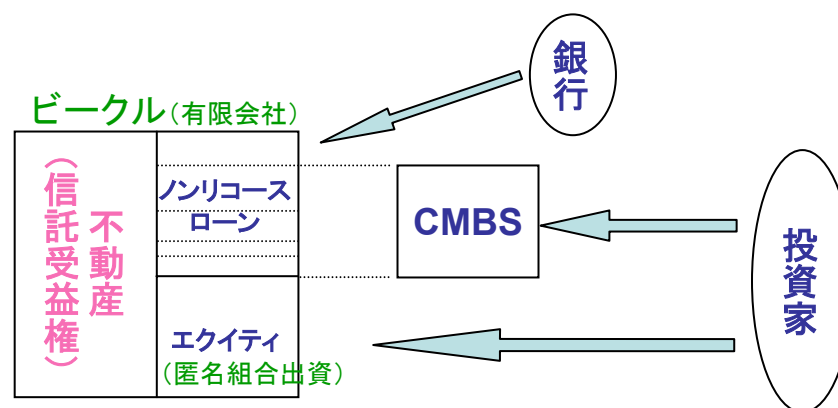 銀行
ビークル(有限会社)
不動産
(信託受益権)
ノンリコース
ローン
CMBS
投資家
エクイティ
(匿名組合出資)